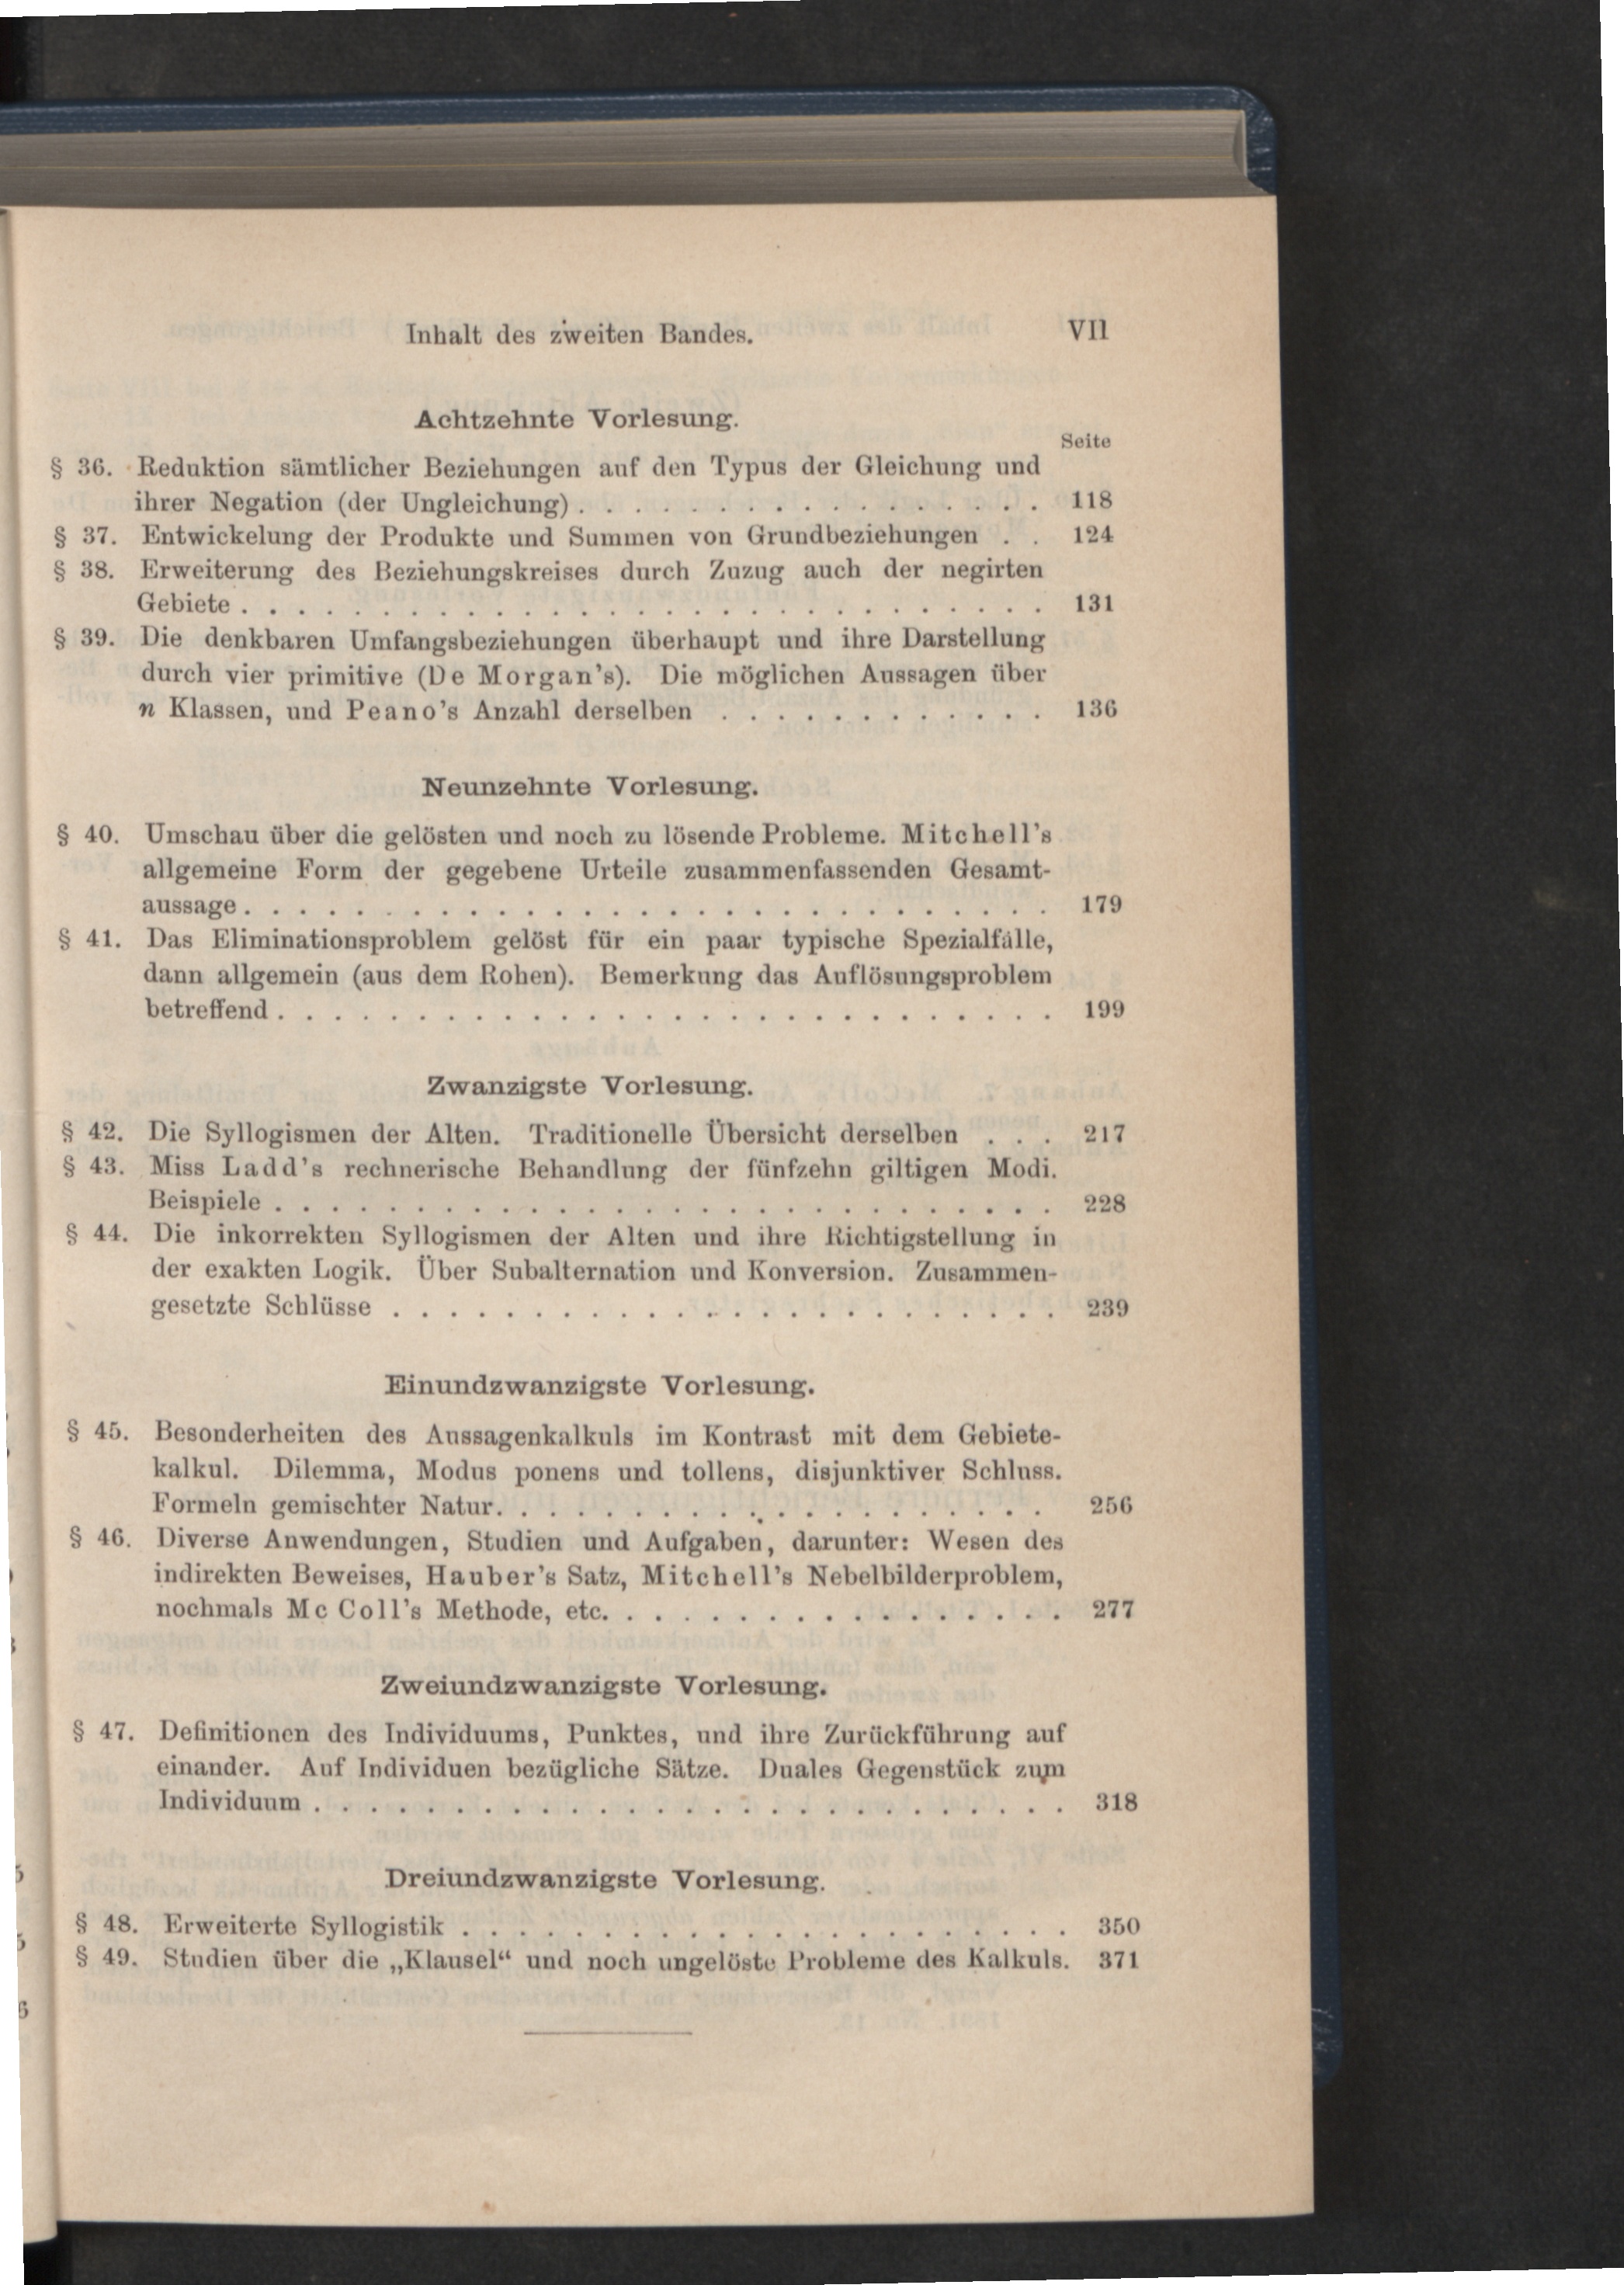 Inhalt des zweiten Bandes. VII
Achtzehnte Vorlesung.
Seite
§ 36. Reduktion sämtlicher Beziehungen auf den Typus der Gleichung und
ihrer Negation (der Ungleichung) . . . . . . . . . . . . . . . . . 118
§ 37. Entwickelung der Produkte und Summen von Grundbeziehungen . . 124
§ 38. Erweiterung des Beziehungskreises durch Zuzug auch der negirten
Gebiete . . . . . . . . . . . . . . . . . . . . . . . . . . . . . 131
§ 39. Die denkbaren Umfangsbeziehungen überhaupt und ihre Darstellung
durch vier primitive (De Morgan's). Die möglichen Aussagen über
n Klassen, und Peano's Anzahl derselben . . . . . . . . . . . . 136
Neunzehnte Vorlesung.
§ 40. Umschau über die gelösten und noch zu lösende Probleme. Mitchell's
allgemeine Form der gegebene Urteile zusammenfassenden Gesamt-
aussage . . . . . . . . . . . . . . . . . . . . . . . . . . . . . 179
§ 41. Das Eliminationsproblem gelöst für ein paar typische Spezialfälle,
dann allgemein (aus dem Rohen). Bemerkung das Auflösungsproblem
betreffend . . . . . . . . . . . . . . . . . . . . . . . . . . . . 199
Zwanzigste Vorlesung.
§ 42. Die Syllogismen der Alten. Traditionelle Übersicht derselben . . . 217
§ 43. Miss Ladd's rechnerische Behandlung der fünfzehn giltigen Modi.
Beispiele . . . . . . . . . . . . . . . . . . . . . . . . . . . . 228
§ 44. Die inkorrekten Syllogismen der Alten und ihre Richtigstellung in
der exakten Logik. Über Subalternation und Konversion. Zusammen-
gesetzte Schlüsse . . . . . . . . . . . . . . . . . . . . . . . . 239
Einundzwanzigste Vorlesung.
§ 45. Besonderheiten des Aussagenkalkuls im Kontrast mit dem Gebiete-
kalkul. Dilemma, Modus ponens und tollens, disjunktiver Schluss.
Formeln gemischter Natur. . . . . . . . . . . . . . . . . . . . 256
§ 46. Diverse Anwendungen, Studien und Aufgaben, darunter: Wesen des
indirekten Beweises, Hauber's Satz, Mitchell's Nebelbilderproblem,
nochmals Mc Coll's Methode, etc. . . . . . . . . . . . . . . . . 277
Zweiundzwanzigste Vorlesung.
§ 47. Definitionen des Individuums, Punktes, und ihre Zurückführung auf
einander. Auf Individuen bezügliche Sätze. Duales Gegenstück zum
Individuum . . . . . . . . . . . . . . . . . . . . . . . . . . . 318
Dreiundzwanzigste Vorlesung.
§ 48. Erweiterte Syllogistik . . . . . . . . . . . . . . . . . . . . . . 350
§ 49. Studien über die „Klausel“ und noch ungelöste Probleme des Kalkuls. 371